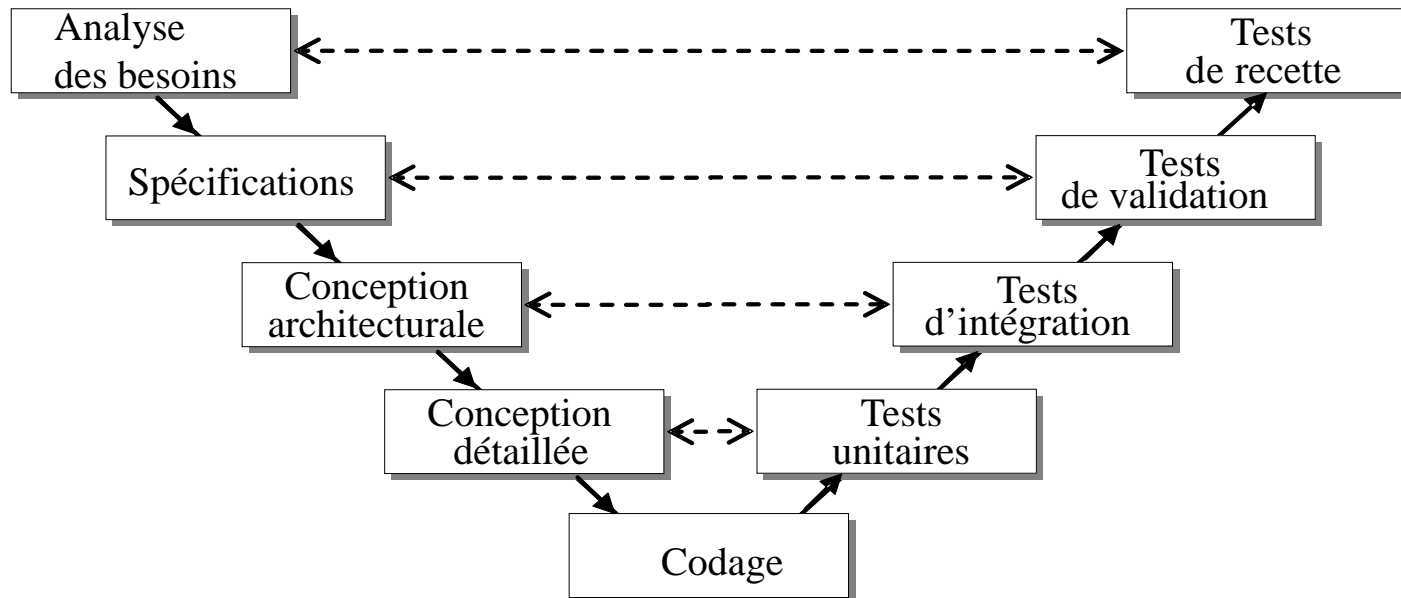 Analyse
des besoins
Tests
de recette
Spécifications
Tests
de validation
Conception
architecturale
Tests
d’intégration
Conception
détaillée
Tests
unitaires
Codage